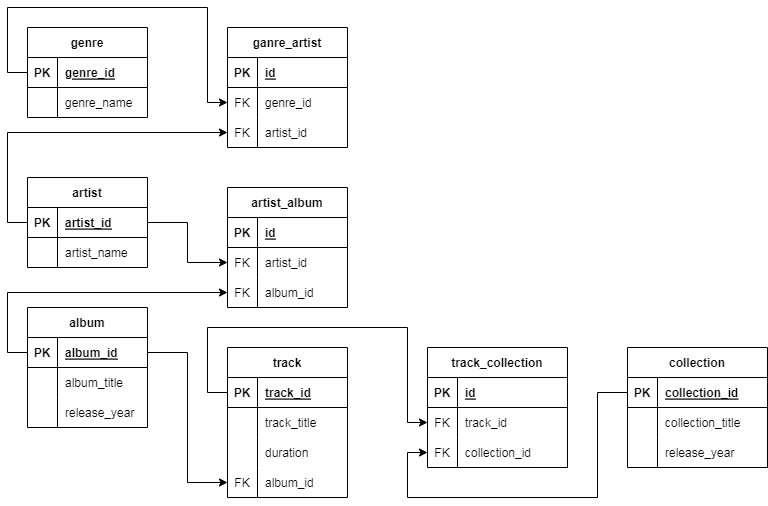 genre
PK genre_id
genre_name
ganre_artist
PK id
FK genre_id
FK artist_id
artist
PK artist_id
artist_name
artist_album
PK id
FK artist_id
FK album_id
album
PK album_id
album_title
release_year
track
PK track_id
track_title
duration
FK album_id
track_collection
PK id
FK track_id
FK collection_id
collection
PK collection_id
collection_title
release_year